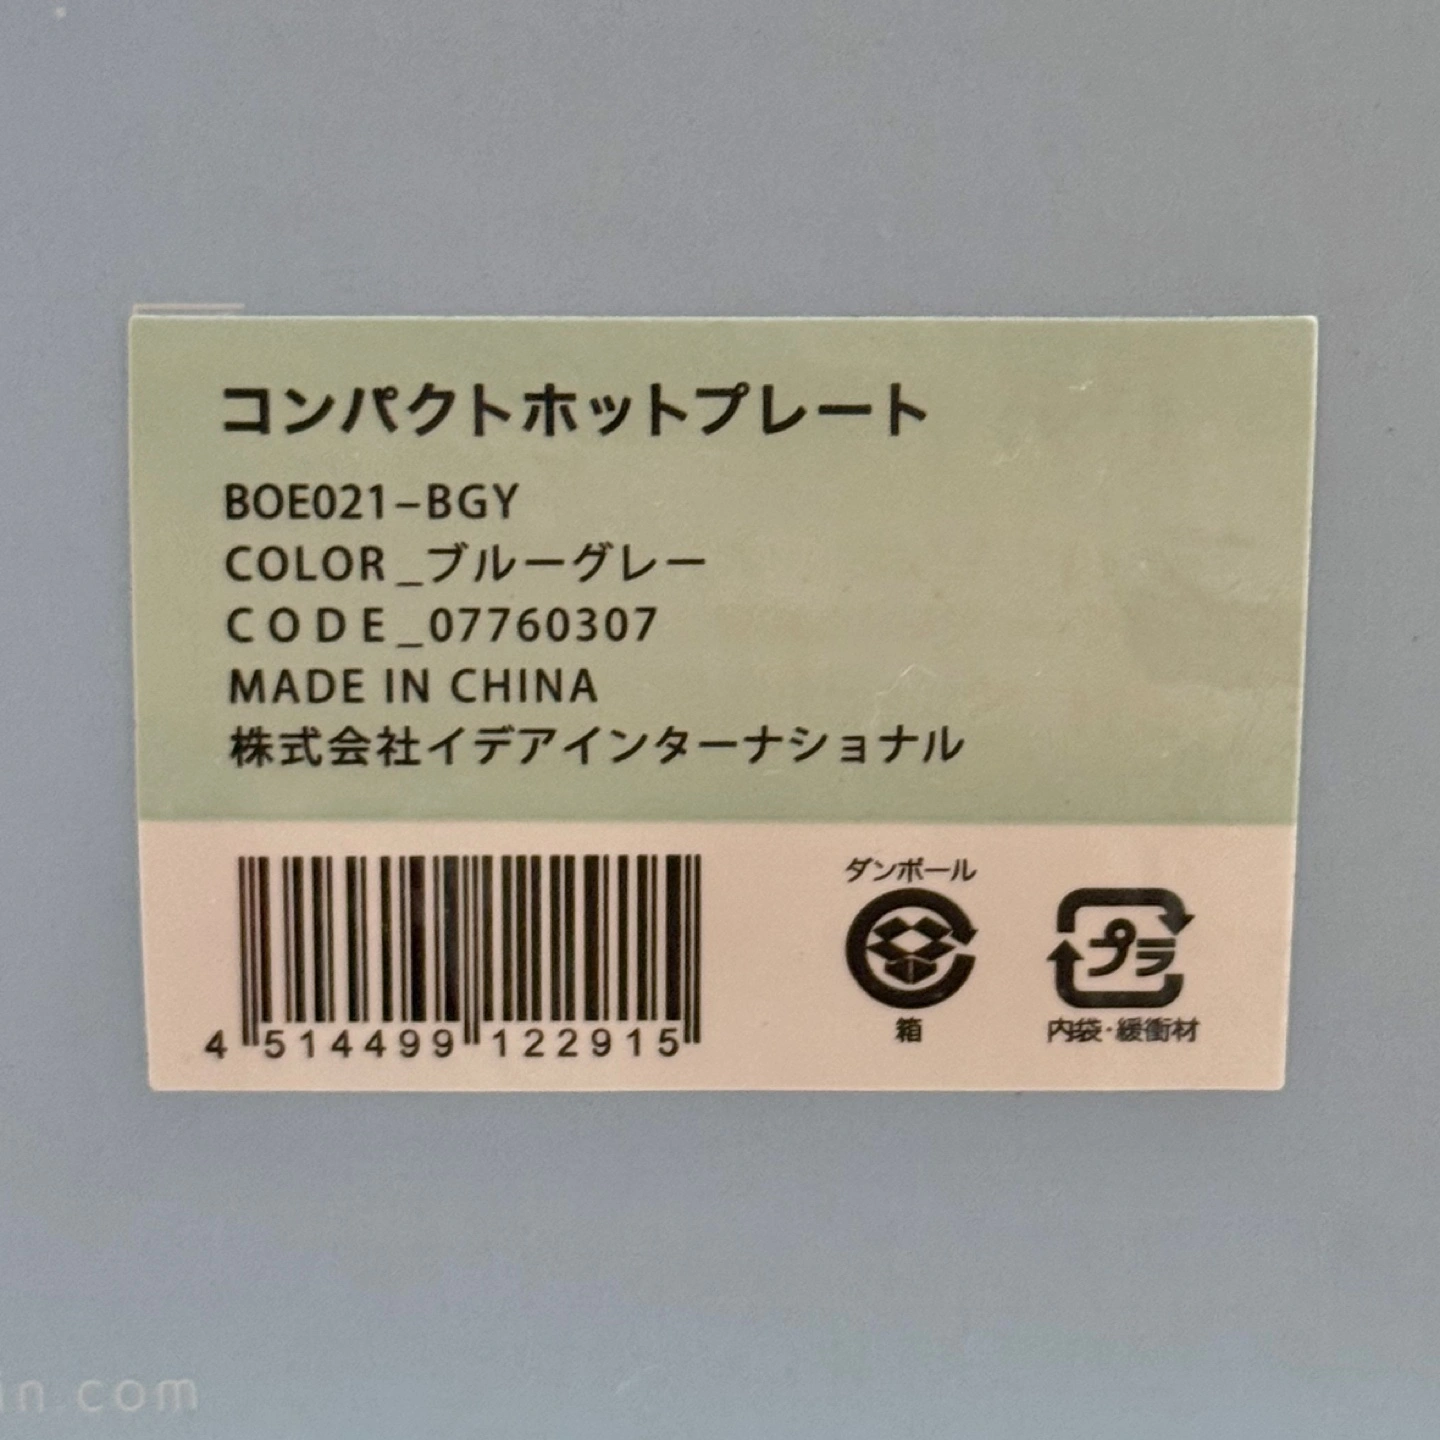 コンパクトホットプレート
BOE021-BGY
COLOR_ブルーグレー
CODE_07760307
MADE IN CHINA
株式会社イデアインターナショナル
4 514499 122915
ダンボール
箱
プラ
内袋・緩衝材
in.com